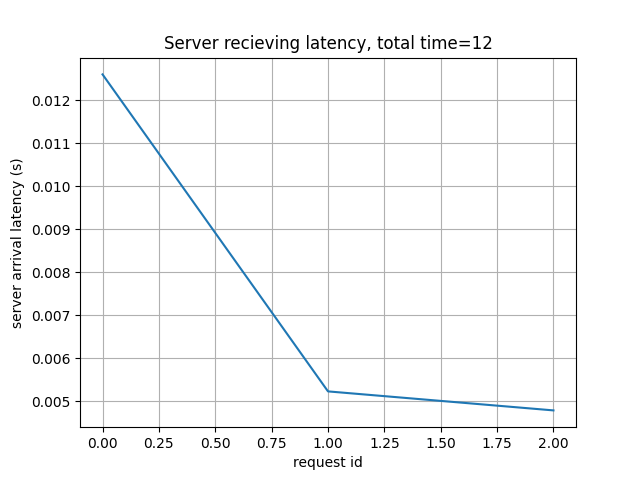 Server recieving latency, total time=12
server arrival latency (s)
0.012
0.011
0.010
0.009
0.008
0.007
0.006
0.005
0.00 0.25 0.50 0.75 1.00 1.25 1.50 1.75 2.00
request id